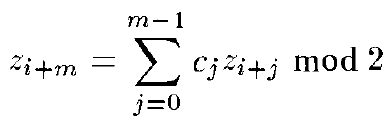 z_{i+m} = \sum_{j=0}^{m-1} c_j z_{i+j} mod 2